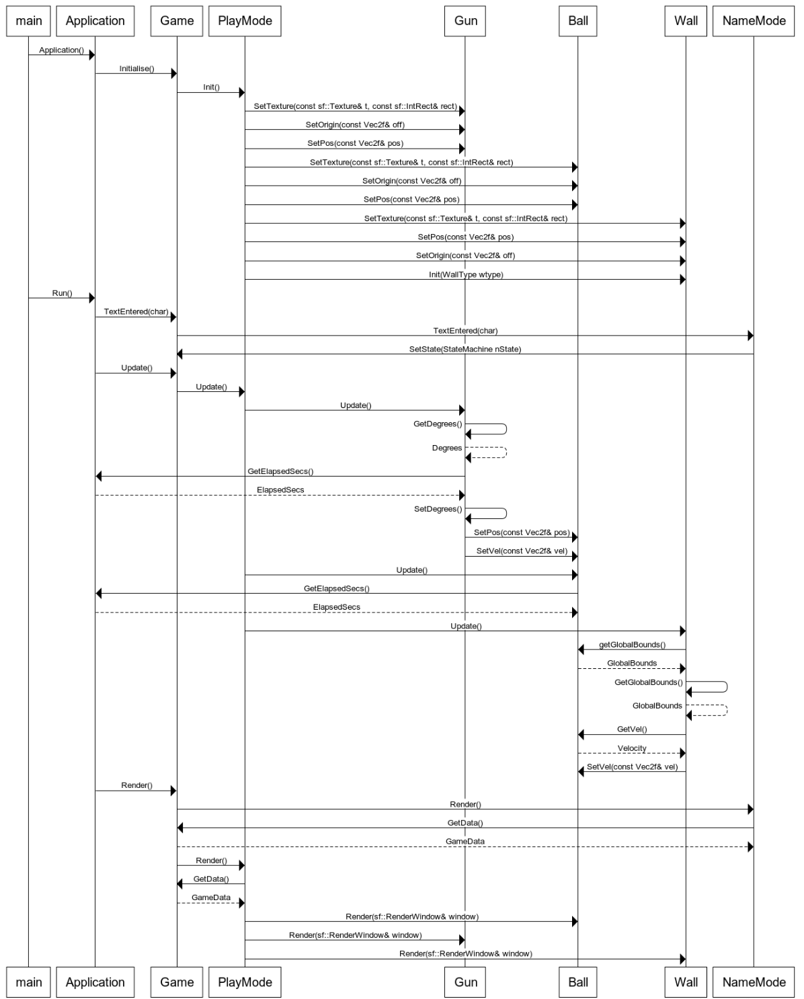 main Application Game PlayMode Gun Ball Wall NameMode
Application()
Initialise()
Init()
SetTexture(const sf::Texture& t, const sf::IntRect& rect)
SetOrigin(const Vec2f& off)
SetPos(const Vec2f& pos)
SetTexture(const sf::Texture& t, const sf::IntRect& rect)
SetOrigin(const Vec2f& off)
SetPos(const Vec2f& pos)
SetTexture(const sf::Texture& t, const sf::IntRect& rect)
SetPos(const Vec2f& pos)
SetOrigin(const Vec2f& off)
Init(WallType wtype)
Run()
TextEntered(char)
TextEntered(char)
SetState(StateMachine nState)
Update()
Update()
Update()
GetDegrees()
Degrees
GetElapsedSecs()
ElapsedSecs
SetDegrees()
SetPos(const Vec2f& pos)
SetVel(const Vec2f& vel)
Update()
GetElapsedSecs()
ElapsedSecs
Update()
getGlobalBounds()
GlobalBounds
GetGlobalBounds()
GlobalBounds
GetVel()
Velocity
SetVel(const Vec2f& vel)
Render()
Render()
GetData()
GameData
Render()
GetData()
GameData
Render(sf::RenderWindow& window)
Render(sf::RenderWindow& window)
Render(sf::RenderWindow& window)
main Application Game PlayMode Gun Ball Wall NameMode